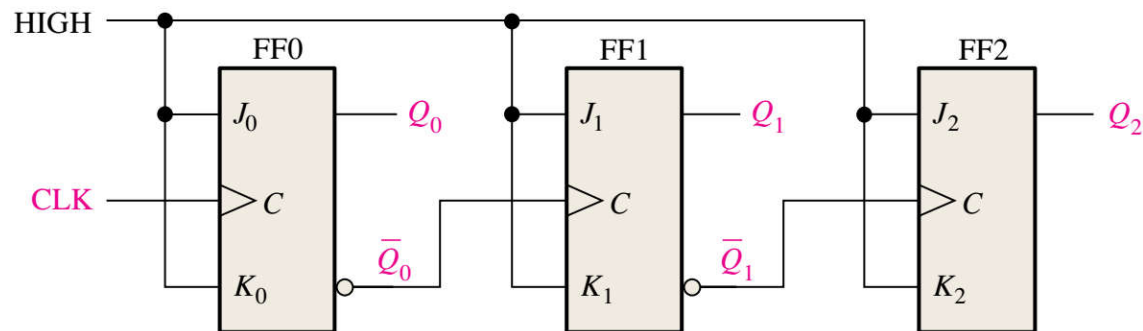 HIGH
FF0 FF1 FF2
J₀ Q₀ J₁ Q₁ J₂ Q₂
CLK C C C
Q̅₀ Q̅₁
K₀ K₁ K₂